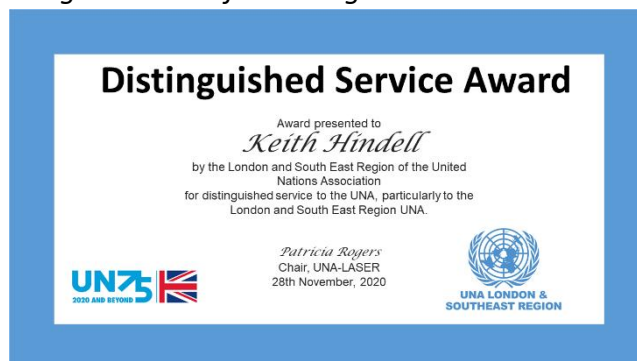 Distinguished Service Award
Award presented to
Keith Hindell
by the London and South East Region of the United
Nations Association
for distinguished service to the UNA, particularly to the
London and South East Region UNA.
Patricia Rogers
Chair, UNA-LASER
28th November, 2020
UN75
2020 AND BEYOND
UNA LONDON &
SOUTHEAST REGION